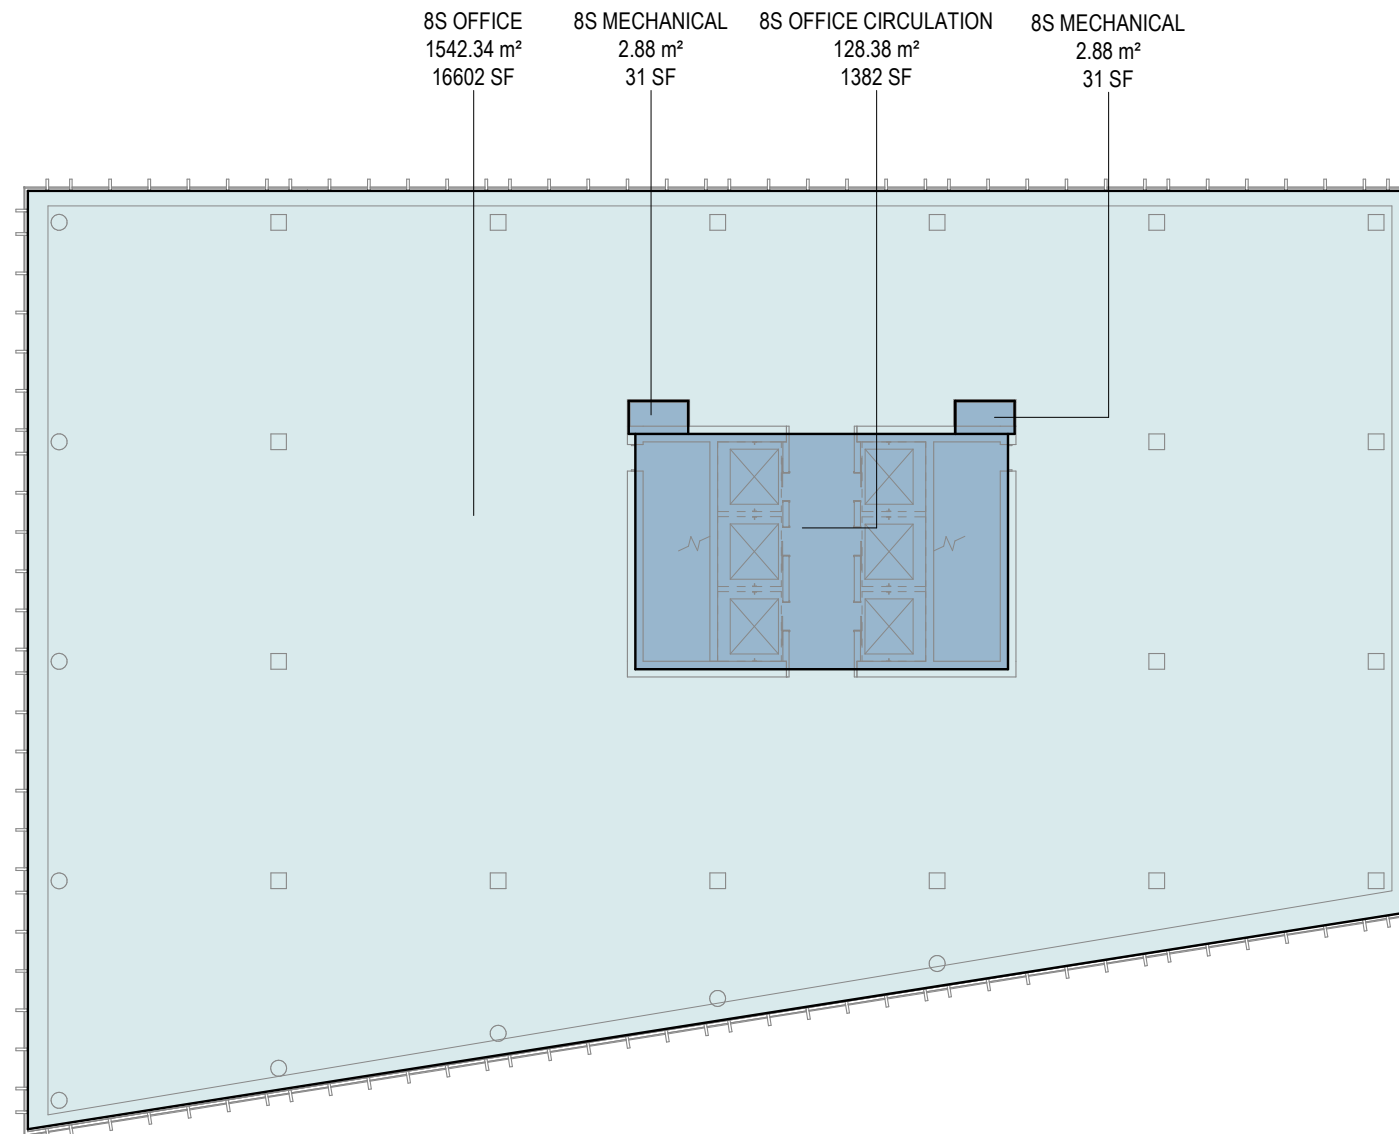 8S OFFICE
1542.34 m²
16602 SF
8S MECHANICAL
2.88 m²
31 SF
8S OFFICE CIRCULATION
128.38 m²
1382 SF
8S MECHANICAL
2.88 m²
31 SF